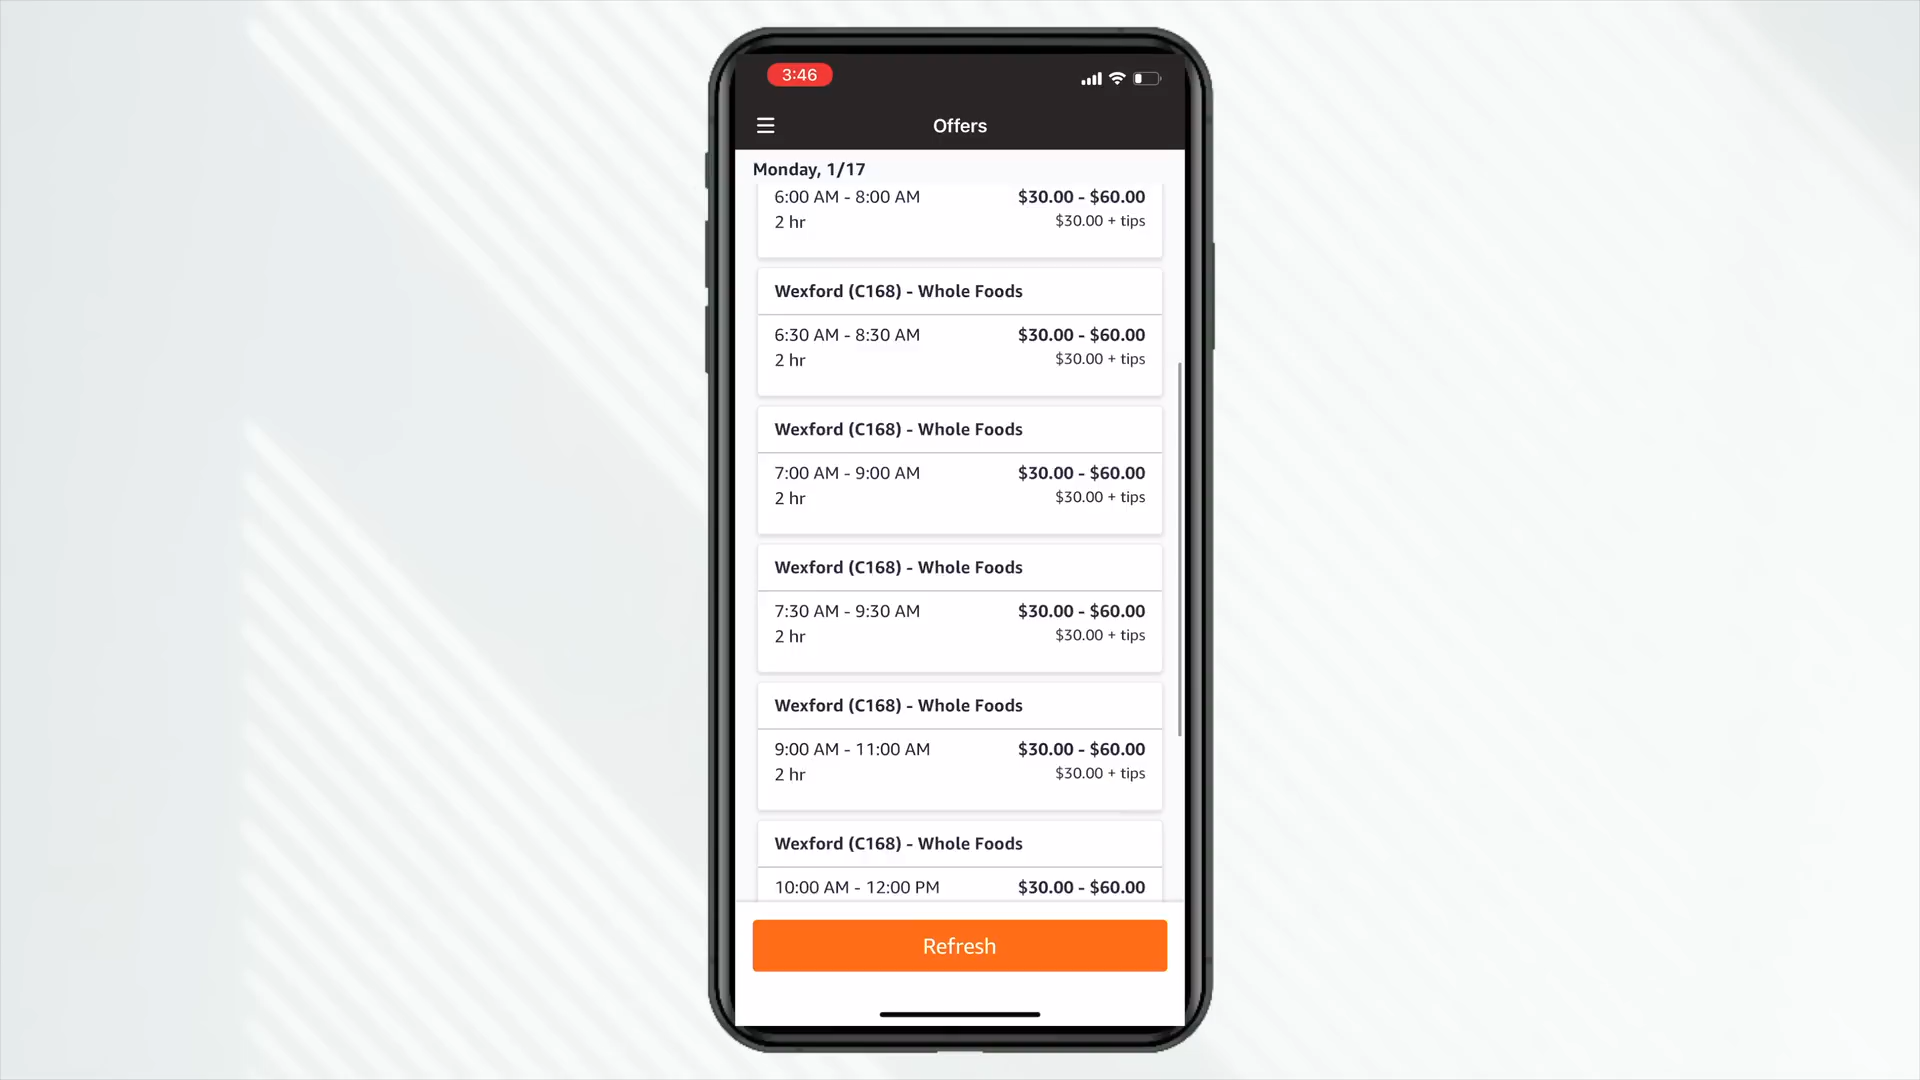 3:46
Offers
Monday, 1/17
6:00 AM - 8:00 AM $30.00 - $60.00
2 hr $30.00 + tips
Wexford (C168) - Whole Foods
6:30 AM - 8:30 AM $30.00 - $60.00
2 hr $30.00 + tips
Wexford (C168) - Whole Foods
7:00 AM - 9:00 AM $30.00 - $60.00
2 hr $30.00 + tips
Wexford (C168) - Whole Foods
7:30 AM - 9:30 AM $30.00 - $60.00
2 hr $30.00 + tips
Wexford (C168) - Whole Foods
9:00 AM - 11:00 AM $30.00 - $60.00
2 hr $30.00 + tips
Wexford (C168) - Whole Foods
10:00 AM - 12:00 PM $30.00 - $60.00
Refresh